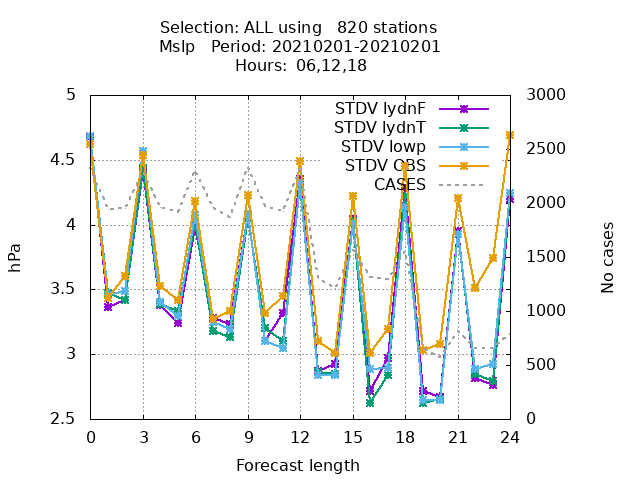 Selection: ALL using   820 stations
Mslp   Period: 20210201-20210201
Hours:  06,12,18
STDV lydnF
STDV lydnT
STDV lowp
STDV OBS
CASES
5
4.5
4
3.5
3
2.5
hPa
3000
2500
2000
1500
1000
500
0
No cases
0 3 6 9 12 15 18 21 24
Forecast length